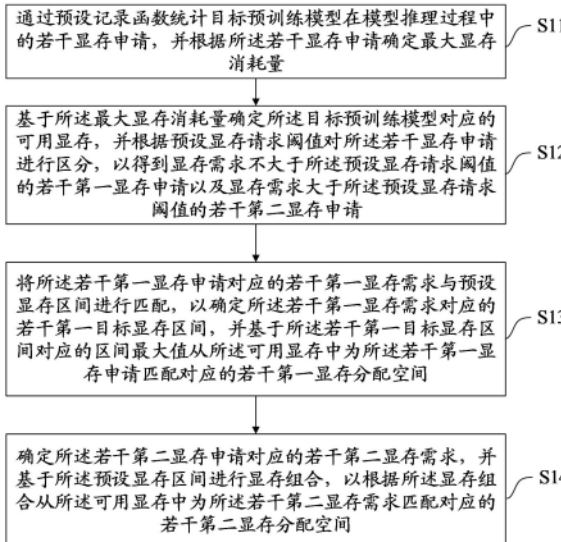 通过预设记录函数统计目标预训练模型在模型推理过程中
的若干显存申请，并根据所述若干显存申请确定最大显存
消耗量
S11
基于所述最大显存消耗量确定所述目标预训练模型对应的
可用显存，并根据预设显存请求阈值对所述若干显存申请
进行区分，以得到显存需求不大于所述预设显存请求阈值
的若干第一显存申请以及显存需求大于所述预设显存请求
阈值的若干第二显存申请
S12
将所述若干第一显存申请对应的若干第一显存需求与预设
显存区间进行匹配，以确定所述若干第一显存需求对应的
若干第一目标显存区间，并基于所述若干第一目标显存区
间对应的区间最大值从所述可用显存中为所述若干第一显
存申请匹配对应的若干第一显存分配空间
S13
确定所述若干第二显存申请对应的若干第二显存需求，并
基于所述预设显存区间进行显存组合，以根据所述显存组
合从所述可用显存中为所述若干第二显存需求匹配对应的
若干第二显存分配空间
S14